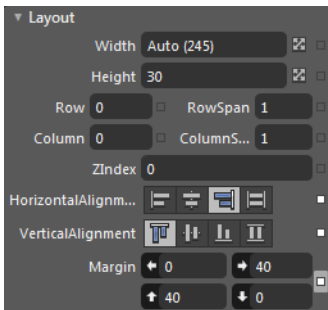 Layout
Width Auto (245)
Height 30
Row 0 RowSpan 1
Column 0 ColumnS... 1
ZIndex 0
HorizontalAlignm...
VerticalAlignment
Margin 0 40
40 0